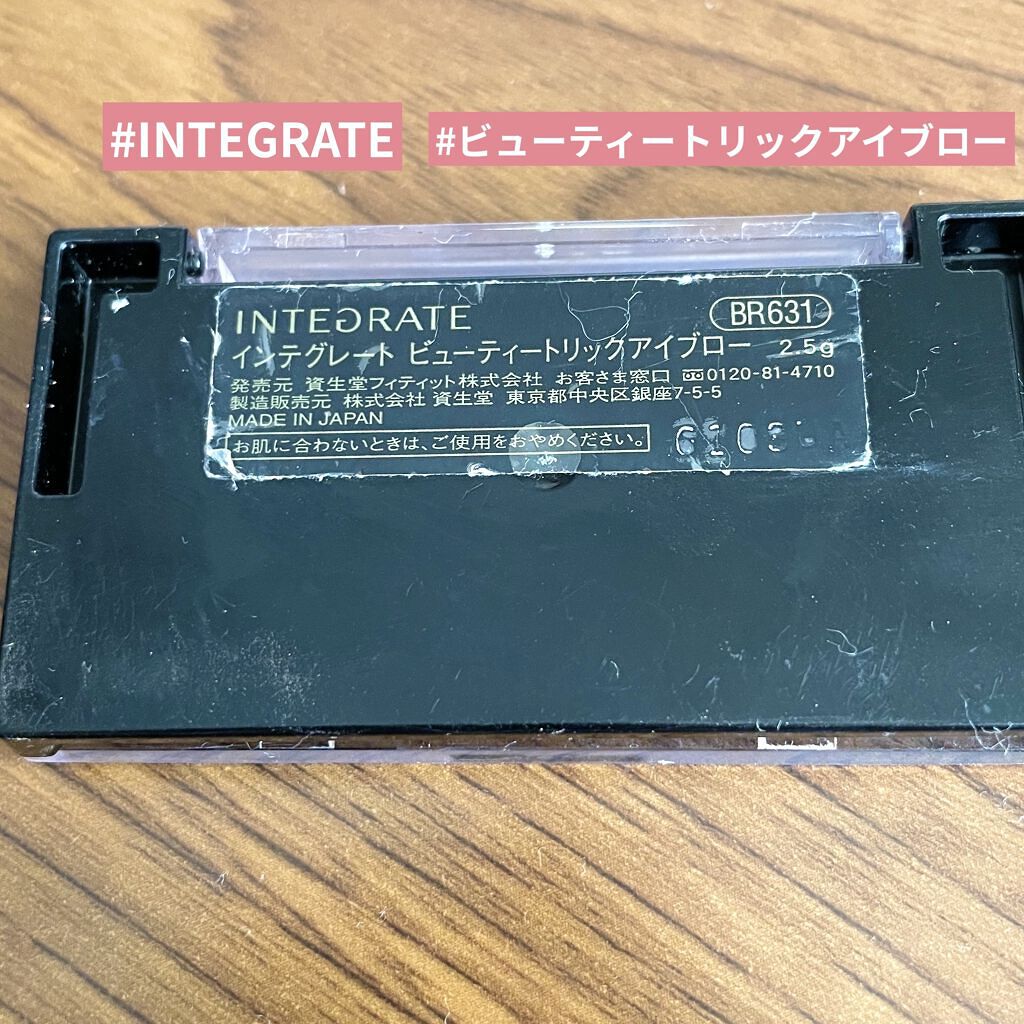 #INTEGRATE #ビューティートリックアイブロー
INTEGRATE BR631
インテグレート ビューティートリックアイブロー 2.5g
発売元 資生堂フィティット株式会社 お客さま窓口 0120-81-4710
製造販売元 株式会社 資生堂 東京都中央区銀座7-5-5
MADE IN JAPAN
お肌に合わないときは、ご使用をおやめください。